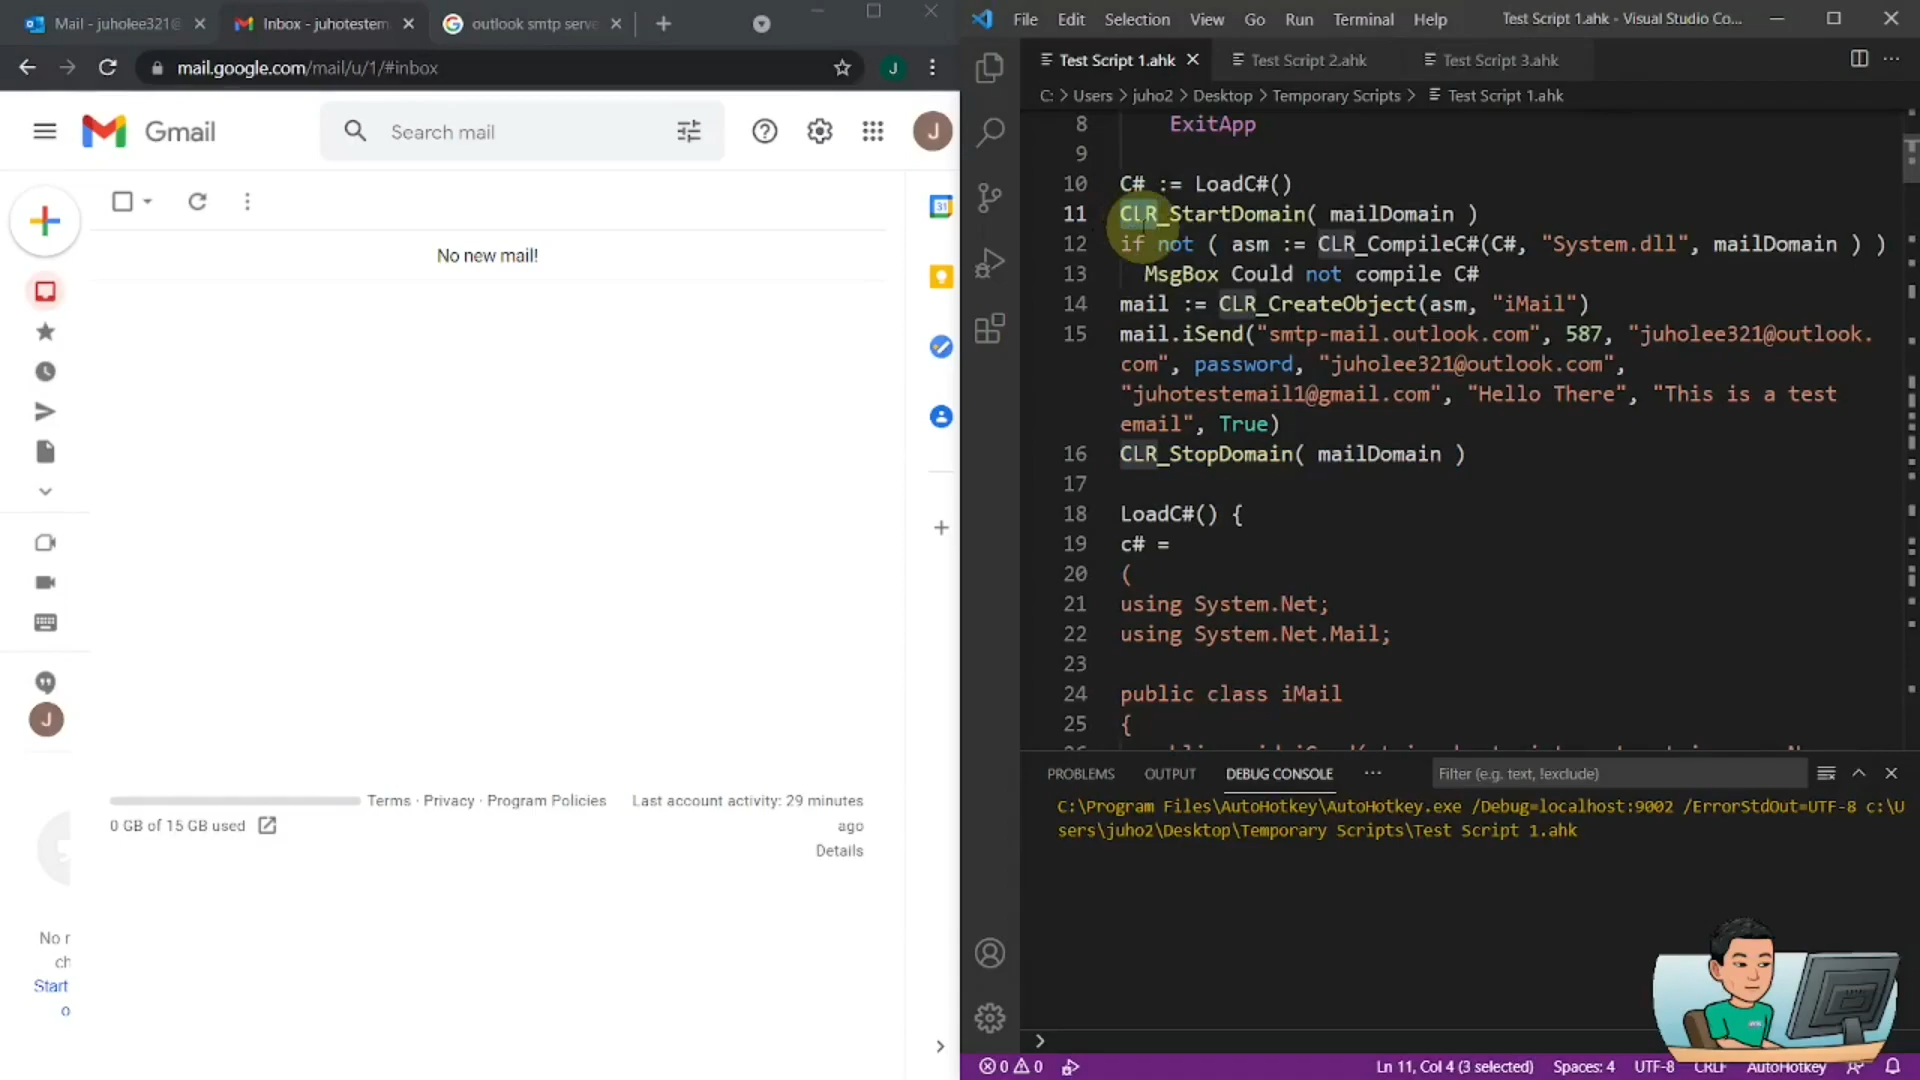 Mail - juholee321@
Inbox - juhotestem
outlook smtp serve
mail.google.com/mail/u/1/#inbox
J
Gmail
Search mail
J
31
No new mail!
J
Terms · Privacy · Program Policies
Last account activity: 29 minutes
ago
0 GB of 15 GB used
Details
Start
File Edit Selection View Go Run Terminal Help
Test Script 1.ahk - Visual Studio Co...
Test Script 1.ahk
Test Script 2.ahk
Test Script 3.ahk
C: > Users > juho2 > Desktop > Temporary Scripts > Test Script 1.ahk
8 ExitApp
9
10 C# := LoadC#()
11 CLR_StartDomain( mailDomain )
12 if not ( asm := CLR_CompileC#(C#, "System.dll", mailDomain ) )
13 MsgBox Could not compile C#
14 mail := CLR_CreateObject(asm, "iMail")
15 mail.iSend("smtp-mail.outlook.com", 587, "juholee321@outlook.
com", password, "juholee321@outlook.com",
"juhotestemail1@gmail.com", "Hello There", "This is a test
email", True)
16 CLR_StopDomain( mailDomain )
17
18 LoadC#() {
19 c# =
20 (
21 using System.Net;
22 using System.Net.Mail;
23
24 public class iMail
25 {
PROBLEMS OUTPUT DEBUG CONSOLE
Filter (e.g. text, !exclude)
C:\Program Files\AutoHotkey\AutoHotkey.exe /Debug=localhost:9002 /ErrorStdOut=UTF-8 c:\U
sers\juho2\Desktop\Temporary Scripts\Test Script 1.ahk
0 0
Ln 11, Col 4 (3 selected) Spaces: 4 UTF-8 CRLF AutoHotkey